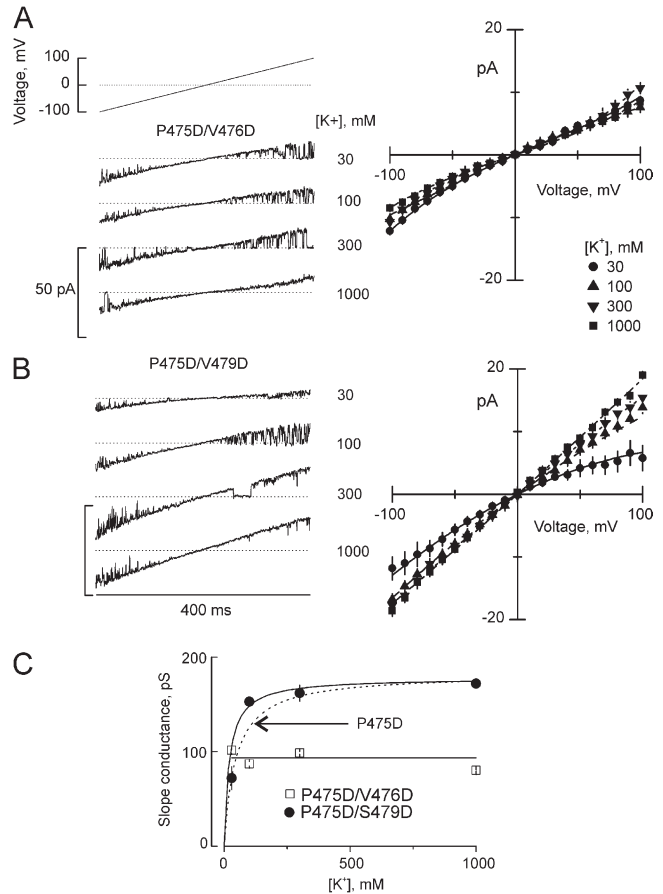 A
20
100
0
-100
Voltage, mV
pA
P475D/V476D
[K+], mM
30
100
300
1000
50 pA
-100
100
Voltage, mV
-20
[K+], mM
30
100
300
1000
B
P475D/V479D
20
30
pA
100
300
1000
-100
100
Voltage, mV
400 ms
-20
C
200
100
0
Slope conductance, pS
P475D
P475D/V476D
P475D/S479D
0
500
1000
[K+], mM